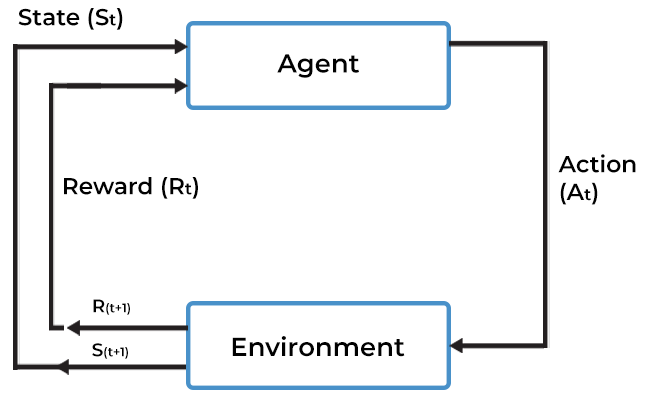 State (St)
Agent
Reward (Rt)
Action
(At)
R(t+1)
S(t+1)
Environment